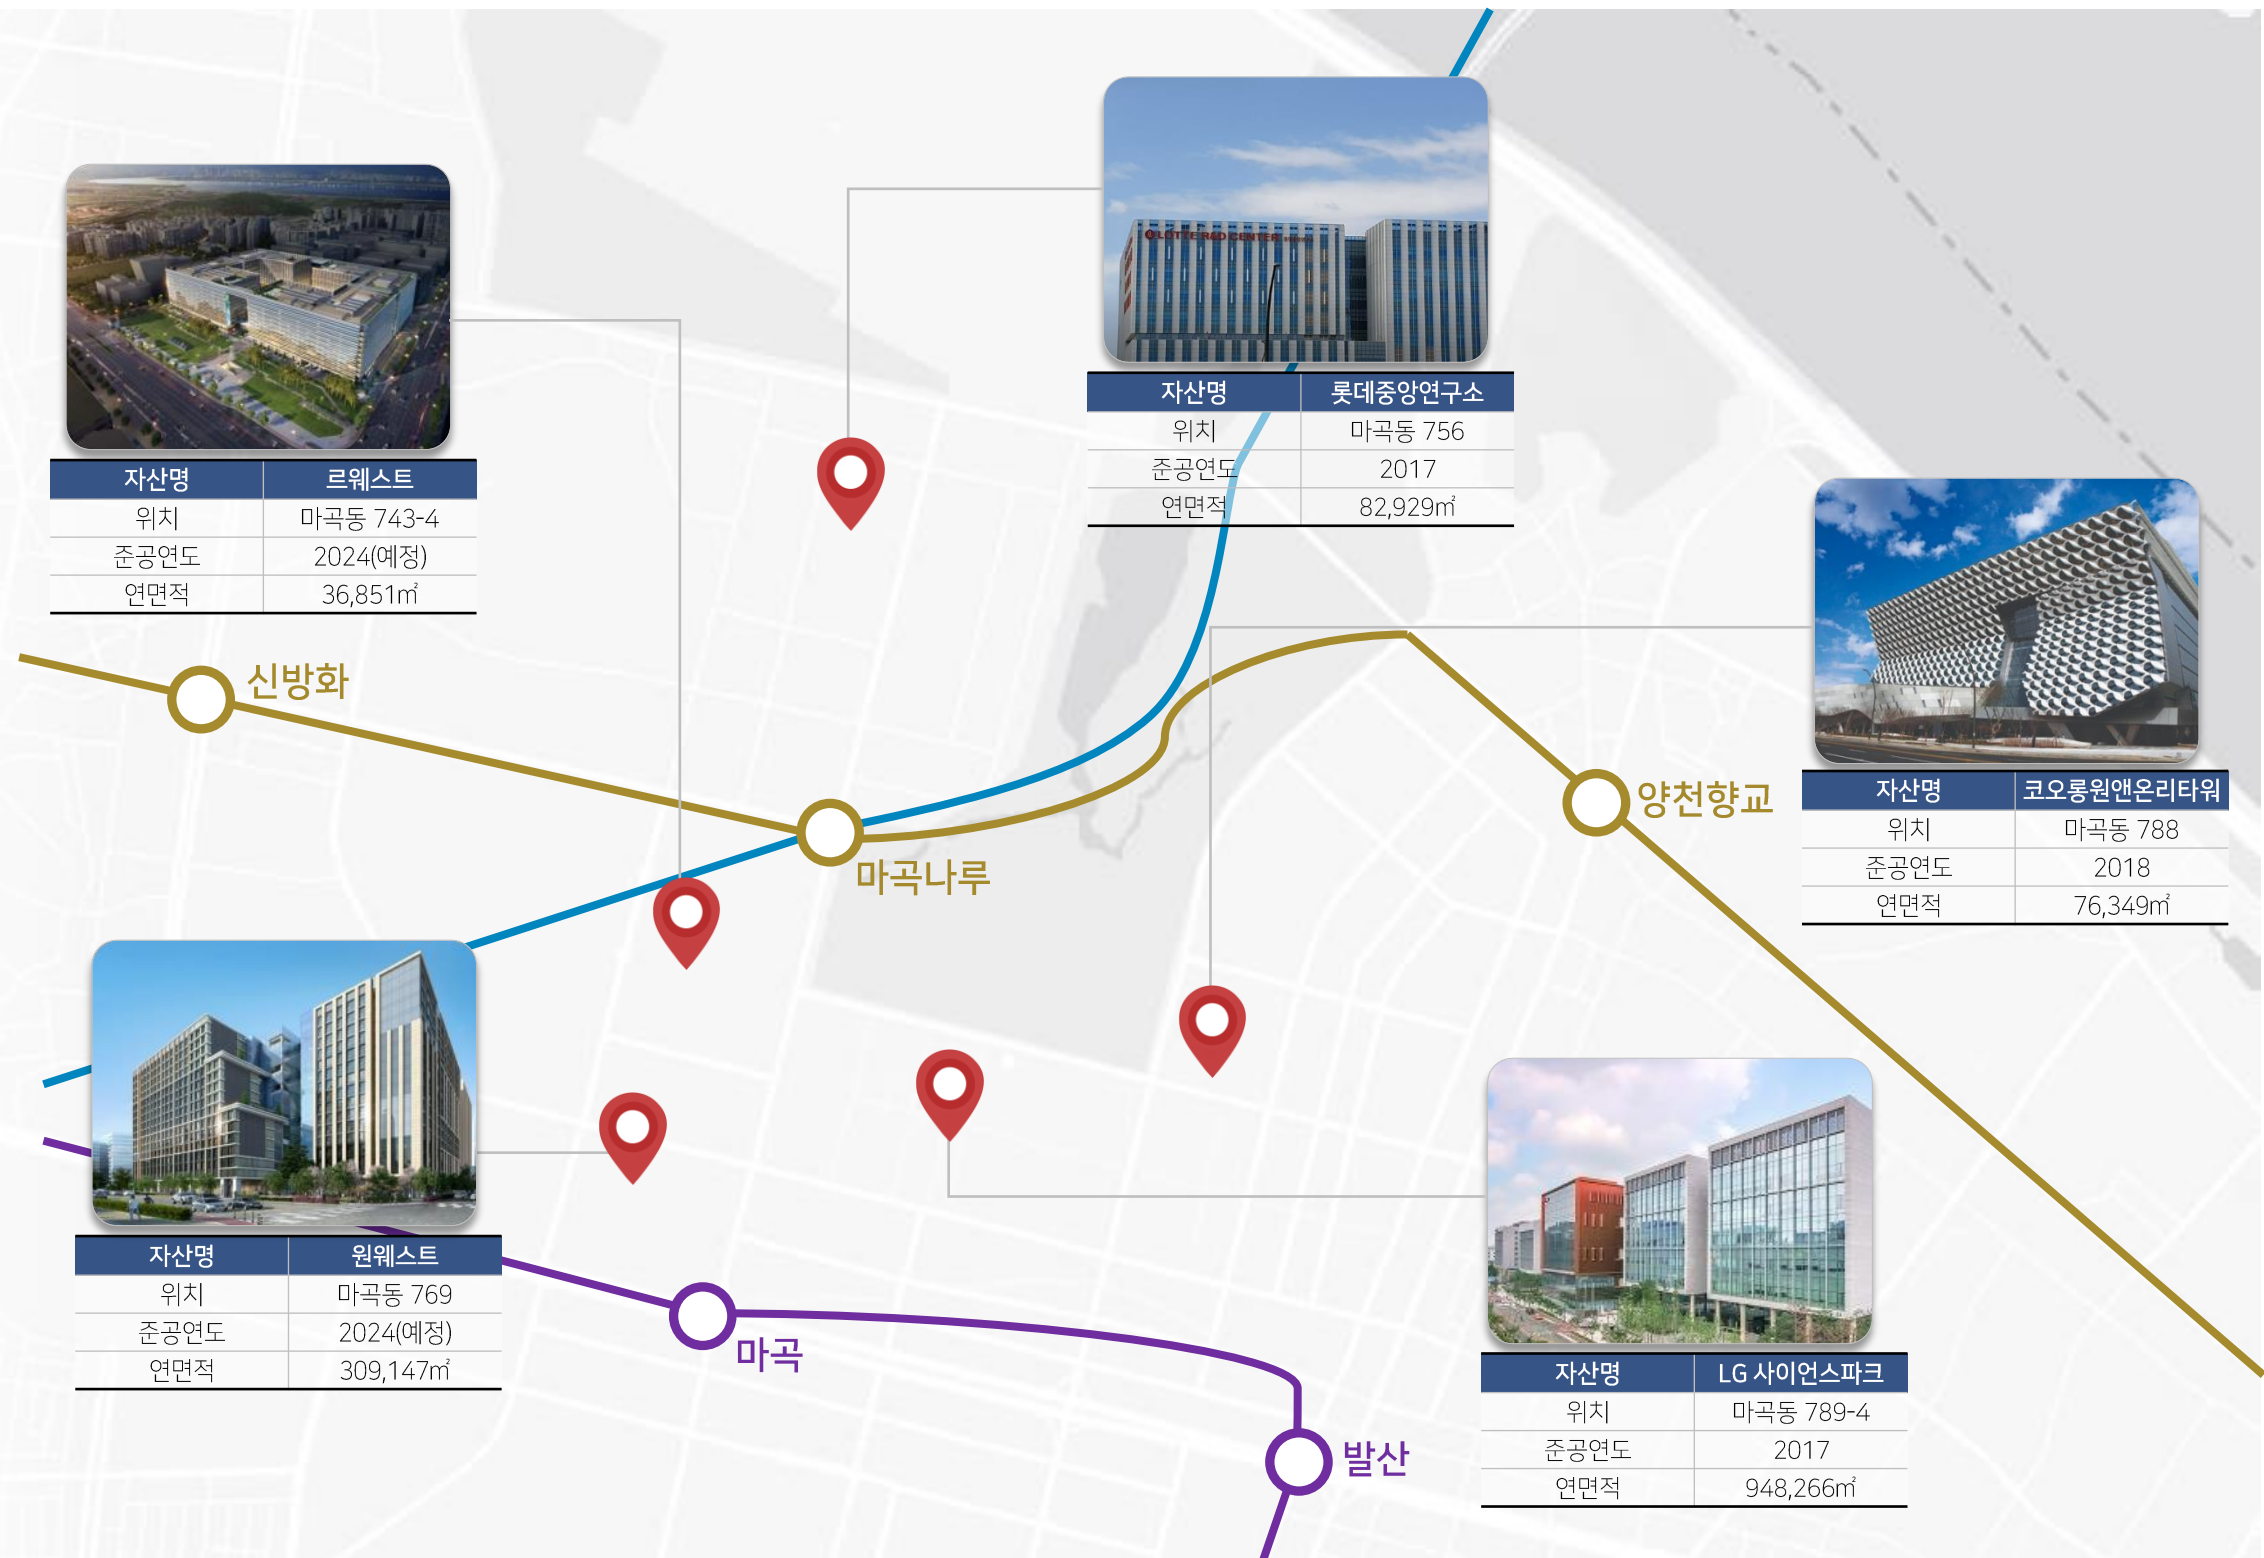 LOTTE R&D CENTER
자산명 롯데중앙연구소
위치 마곡동 756
준공연도 2017
연면적 82,929㎡
자산명 르웨스트
위치 마곡동 743-4
준공연도 2024(예정)
연면적 36,851㎡
신방화
마곡나루
양천향교
자산명 코오롱원앤온리타워
위치 마곡동 788
준공연도 2018
연면적 76,349㎡
자산명 원웨스트
위치 마곡동 769
준공연도 2024(예정)
연면적 309,147㎡
마곡
발산
자산명 LG 사이언스파크
위치 마곡동 789-4
준공연도 2017
연면적 948,266㎡